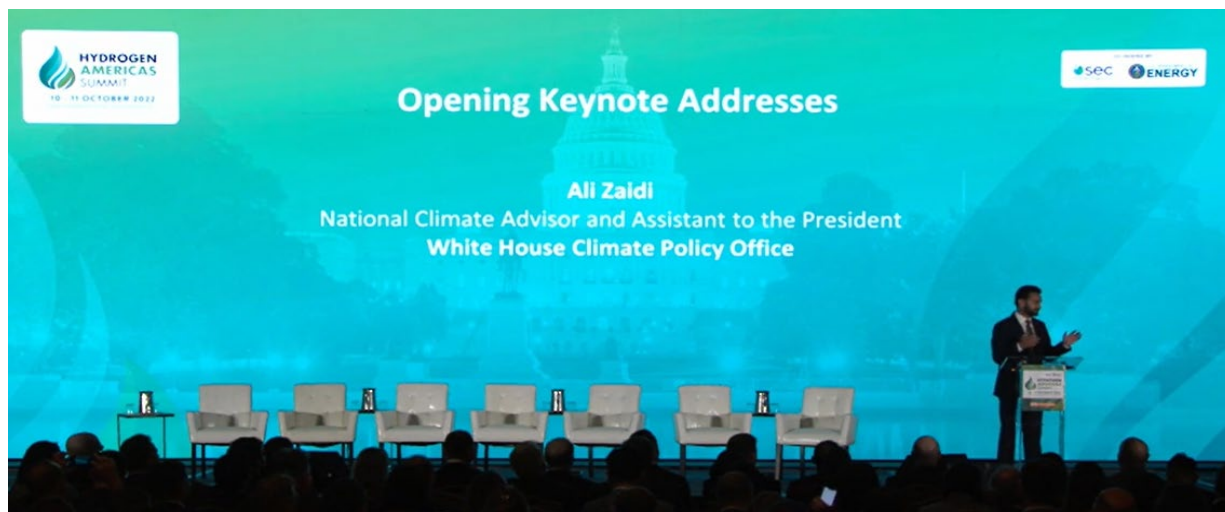 HYDROGEN
AMERICAS
SUMMIT
10 - 11 OCTOBER 2022
sec
ENERGY
Opening Keynote Addresses
Ali Zaidi
National Climate Advisor and Assistant to the President
White House Climate Policy Office